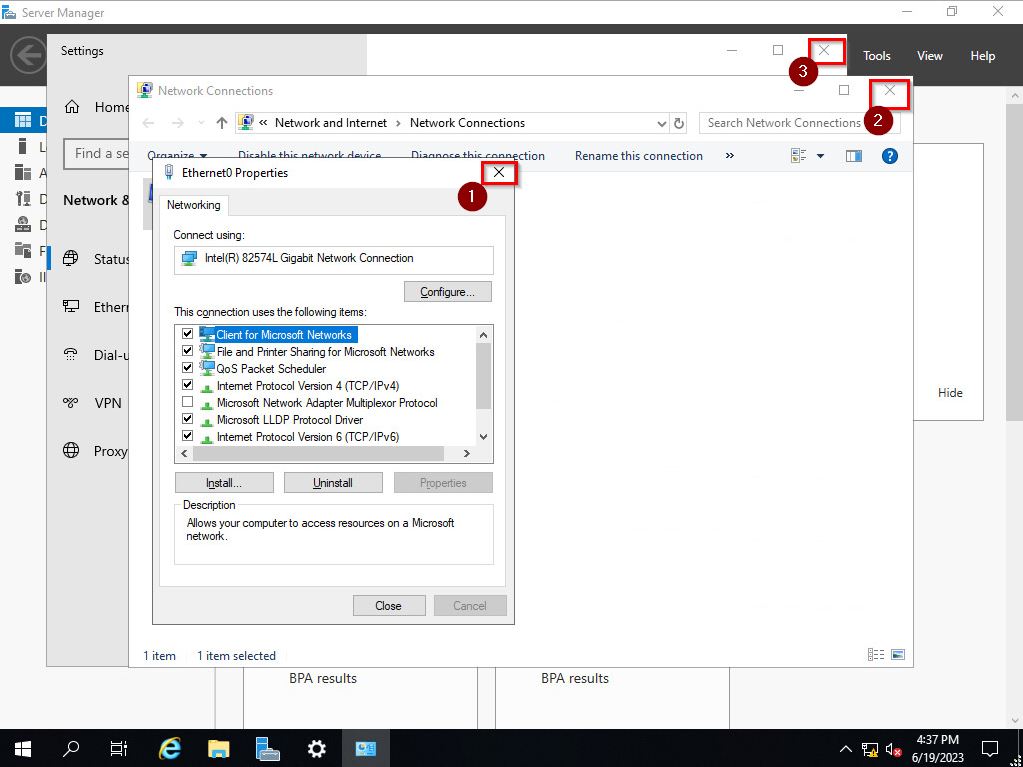 Server Manager
Settings
3
Tools
View
Help
Network Connections
2
Home
« Network and Internet › Network Connections
Search Network Connections
D
Find a se
Organize
Disable this network device
Diagnose this connection
Rename this connection
»
Ethernet0 Properties
1
Network &
Networking
Connect using:
Intel(R) 82574L Gigabit Network Connection
Status
Configure...
Ethern
This connection uses the following items:
Client for Microsoft Networks
File and Printer Sharing for Microsoft Networks
Dial-u
QoS Packet Scheduler
Internet Protocol Version 4 (TCP/IPv4)
Microsoft Network Adapter Multiplexor Protocol
VPN
Hide
Microsoft LLDP Protocol Driver
Internet Protocol Version 6 (TCP/IPv6)
Proxy
Install...
Uninstall
Properties
Description
Allows your computer to access resources on a Microsoft
network.
Close
Cancel
1 item
1 item selected
BPA results
BPA results
4:37 PM
6/19/2023